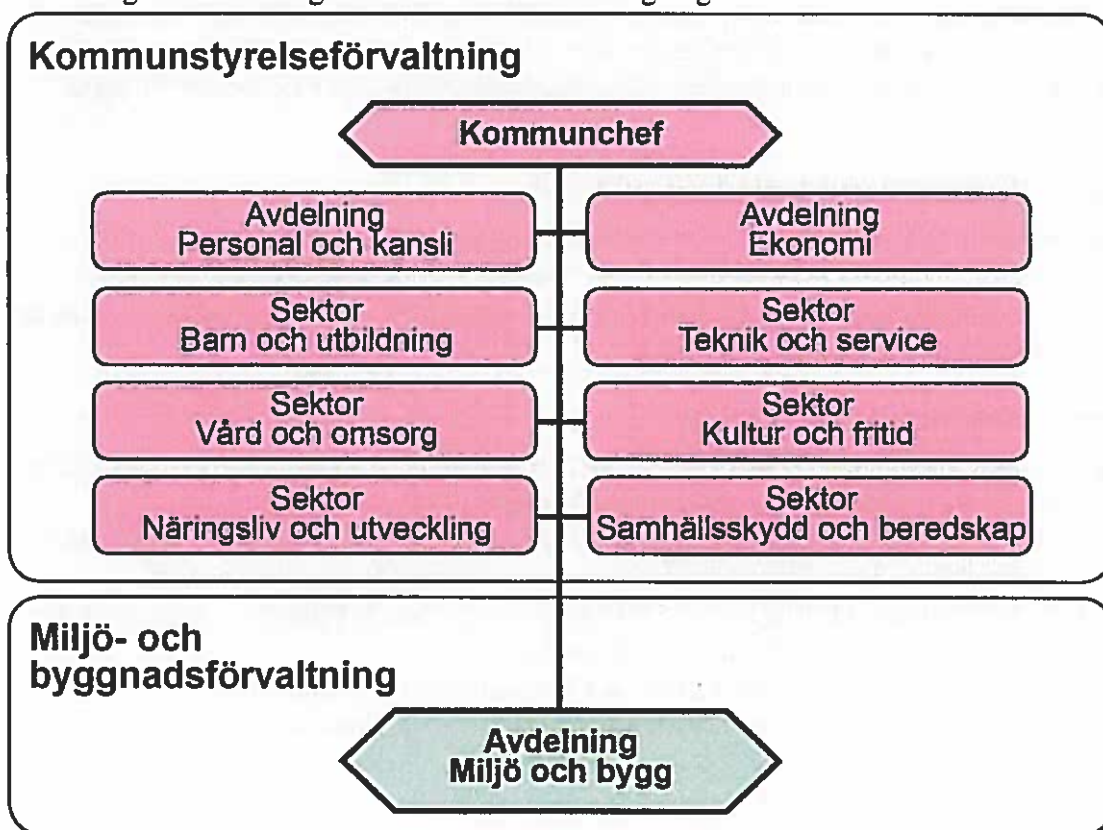 Kommunstyrelseförvaltning
Kommunchef
Avdelning
Personal och kansli
Avdelning
Ekonomi
Sektor
Barn och utbildning
Sektor
Teknik och service
Sektor
Vård och omsorg
Sektor
Kultur och fritid
Sektor
Näringsliv och utveckling
Sektor
Samhällsskydd och beredskap
Miljö- och
byggnadsförvaltning
Avdelning
Miljö och bygg